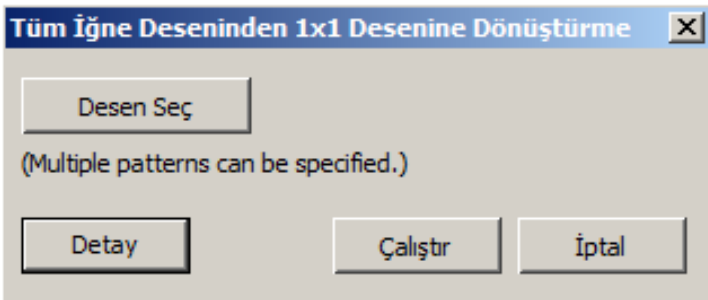 Tüm İğne Deseninden 1x1 Desenine Dönüştürme
Desen Seç
(Multiple patterns can be specified.)
Detay Çalıştır İptal